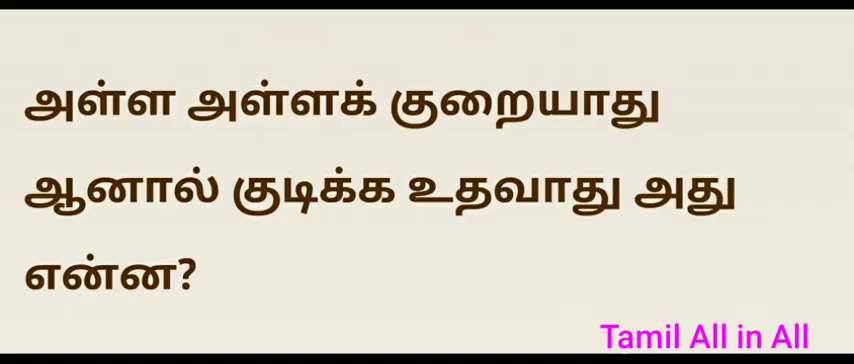 அள்ள அள்ளக் குறையாது
ஆனால் குடிக்க உதவாது அது
என்ன?
Tamil All in All